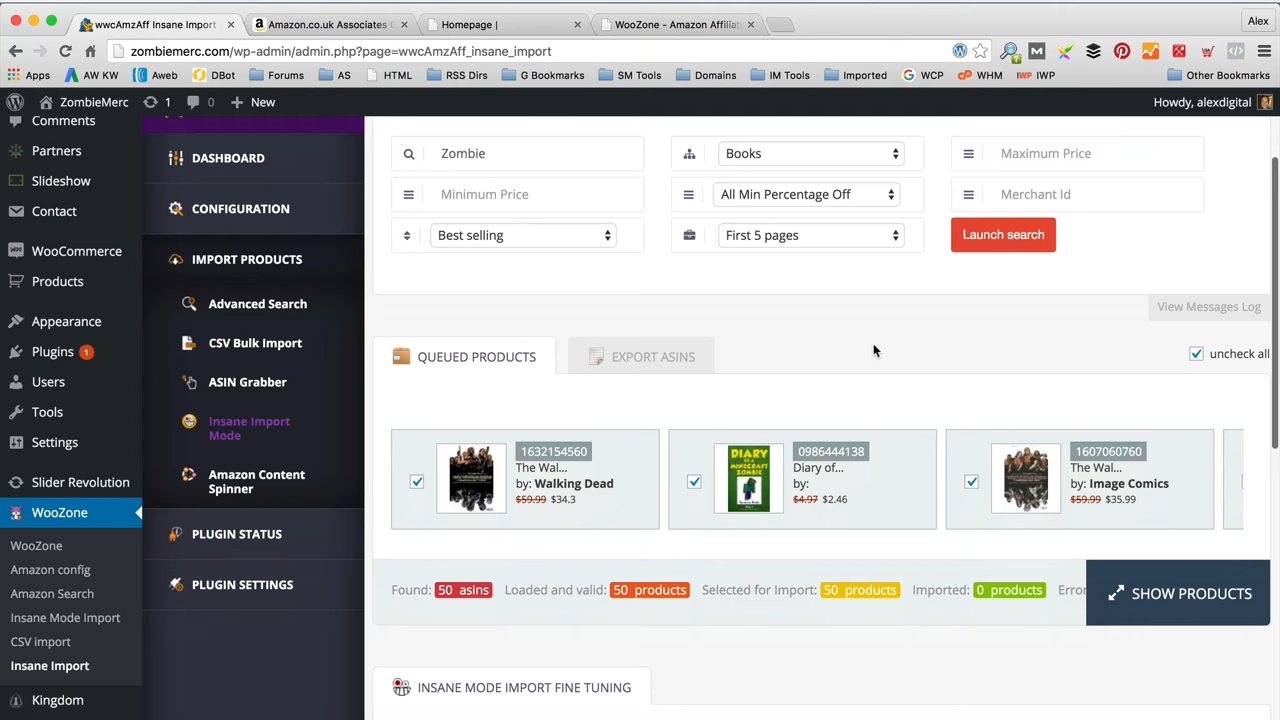 wwcAmzAff Insane Import
Amazon.co.uk Associates C
Homepage |
WooZone - Amazon Affiliat
Alex
zombiemerc.com/wp-admin/admin.php?page=wwcAmzAff_insane_import
Apps
AW KW
Aweb
DBot
Forums
AS
HTML
RSS Dirs
G Bookmarks
SM Tools
Domains
IM Tools
Imported
WCP
WHM
IWP
Other Bookmarks
ZombieMerc
1
0
New
Howdy, alexdigital
Comments
Partners
Slideshow
Contact
WooCommerce
Products
Appearance
Plugins 1
Users
Tools
Settings
Slider Revolution
WooZone
WooZone
Amazon config
Amazon Search
Insane Mode Import
CSV import
Insane Import
Kingdom
DASHBOARD
CONFIGURATION
IMPORT PRODUCTS
Advanced Search
CSV Bulk Import
ASIN Grabber
Insane Import
Mode
Amazon Content
Spinner
PLUGIN STATUS
PLUGIN SETTINGS
Zombie
Books
Maximum Price
Minimum Price
All Min Percentage Off
Merchant Id
Best selling
First 5 pages
Launch search
View Messages Log
QUEUED PRODUCTS
EXPORT ASINS
uncheck all
1632154560
The Wal...
by: Walking Dead
$59.99 $34.3
DIARY
0986444138
Diary of...
by:
$4.97 $2.46
1607060760
The Wal...
by: Image Comics
$59.99 $35.99
Found: 50 asins
Loaded and valid: 50 products
Selected for Import: 50 products
Imported: 0 products
Error
SHOW PRODUCTS
INSANE MODE IMPORT FINE TUNING